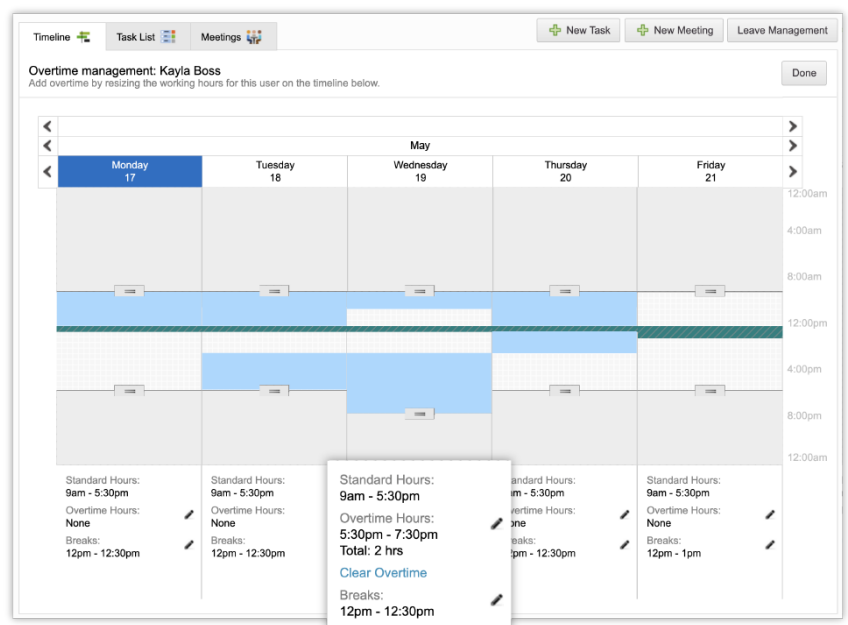 Timeline
Task List
Meetings
New Task
New Meeting
Leave Management
Overtime management: Kayla Boss
Add overtime by resizing the working hours for this user on the timeline below.
Done
May
Monday
17
Tuesday
18
Wednesday
19
Thursday
20
Friday
21
12:00am
4:00am
8:00am
12:00pm
4:00pm
8:00pm
12:00am
Standard Hours:
9am - 5:30pm
Overtime Hours:
None
Breaks:
12pm - 12:30pm
Standard Hours:
9am - 5:30pm
Overtime Hours:
None
Breaks:
12pm - 12:30pm
Standard Hours:
9am - 5:30pm
Overtime Hours:
5:30pm - 7:30pm
Total: 2 hrs
Clear Overtime
Breaks:
12pm - 12:30pm
andard Hours:
m - 5:30pm
vertime Hours:
one
eaks:
pm - 12:30pm
Standard Hours:
9am - 5:30pm
Overtime Hours:
None
Breaks:
12pm - 1pm